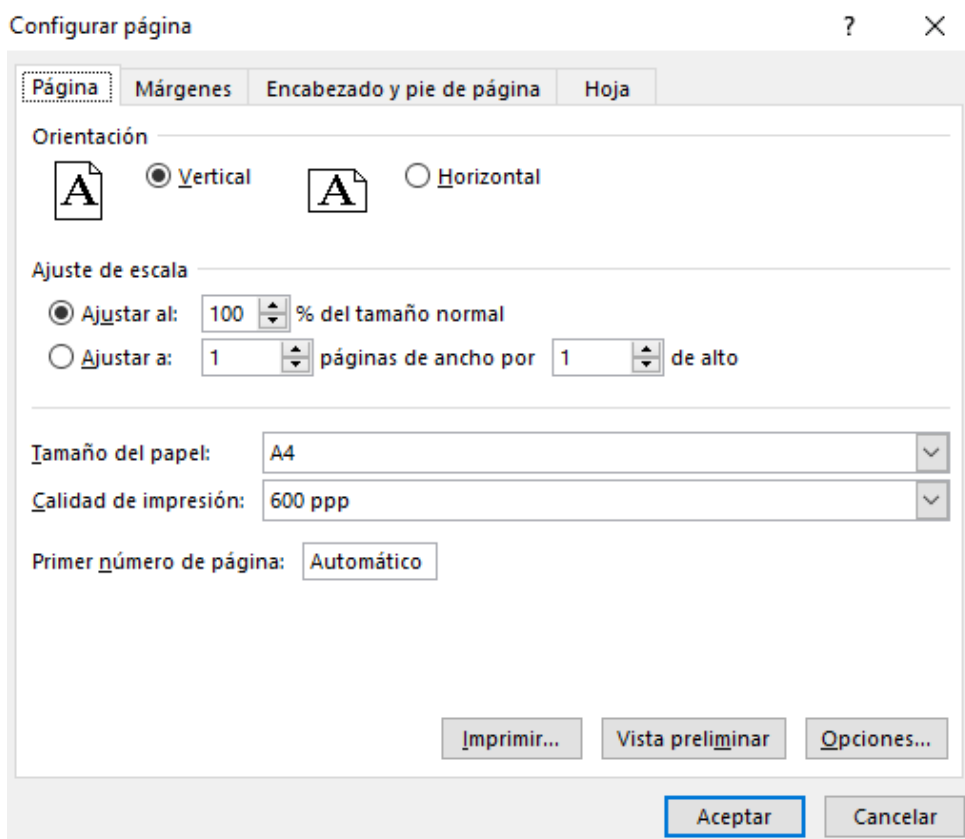 Configurar página ?
Página Márgenes Encabezado y pie de página Hoja
Orientación
A Vertical A Horizontal
Ajuste de escala
Ajustar al: 100 % del tamaño normal
Ajustar a: 1 páginas de ancho por 1 de alto
Tamaño del papel: A4
Calidad de impresión: 600 ppp
Primer número de página: Automático
Imprimir... Vista preliminar Opciones...
Aceptar Cancelar